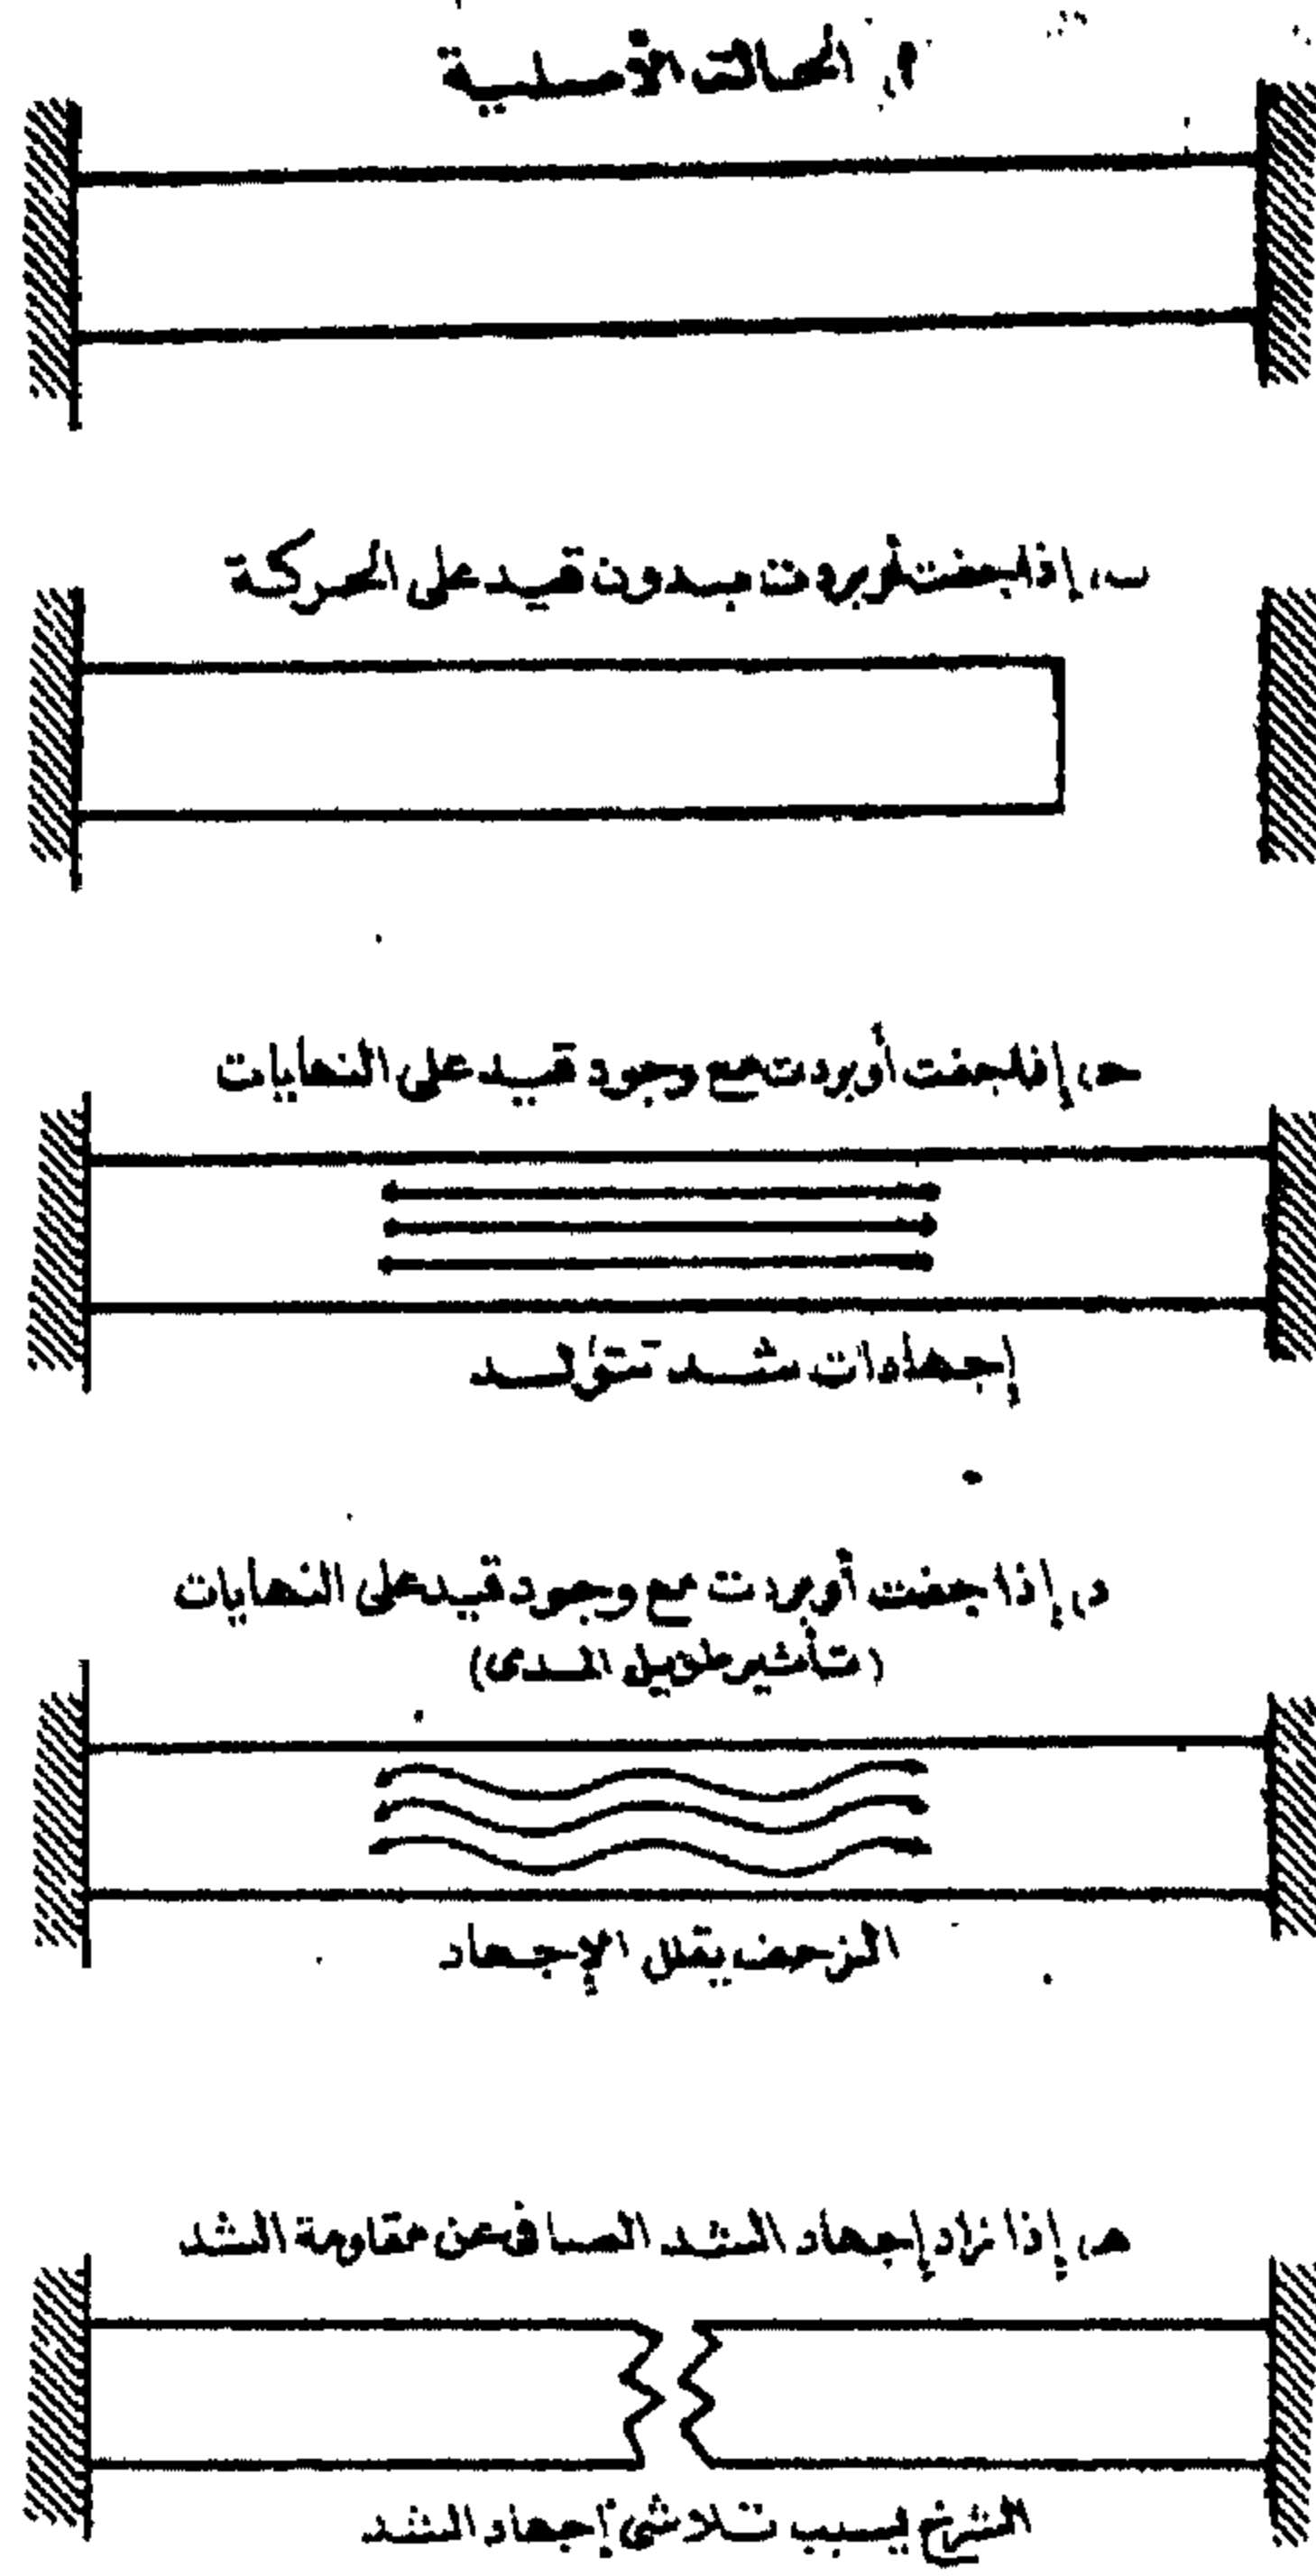 أ، الحالة الأصلية
ب، إذا جفت أو بردت بدون قيد على الحركة
حـ، إذا جفت أو بردت مع وجود قيد على النهايات
إجهادات شد تتولد
د، إذا جفت أو بردت مع وجود قيد على النهايات
(تأثير طويل المدى)
الزحف يقلل الإجهاد
هـ، إذا زاد إجهاد الشد الصافى عن مقاومة الشد
الشرخ يسبب تلاشى إجهاد الشد